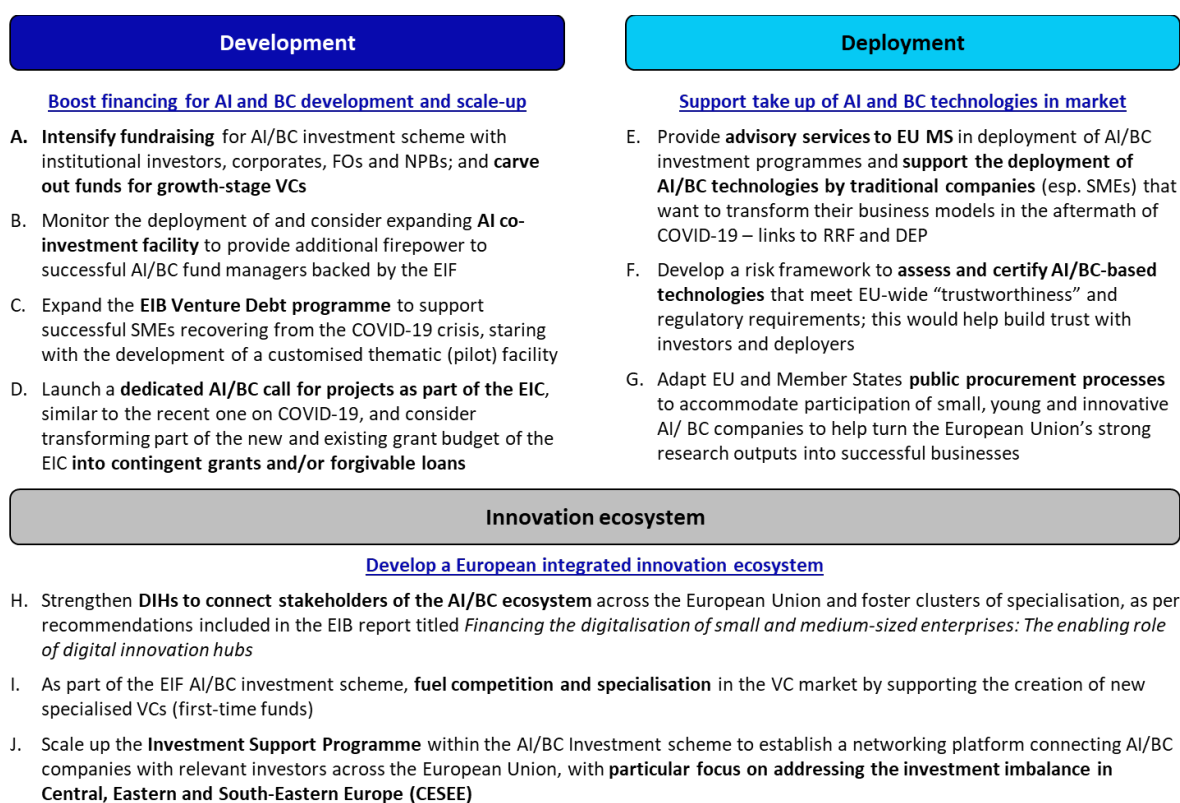 Development
Boost financing for AI and BC development and scale-up
A. Intensify fundraising for AI/BC investment scheme with
institutional investors, corporates, FOs and NPBs; and carve
out funds for growth-stage VCs
B. Monitor the deployment of and consider expanding AI co-
investment facility to provide additional firepower to
successful AI/BC fund managers backed by the EIF
C. Expand the EIB Venture Debt programme to support
successful SMEs recovering from the COVID-19 crisis, staring
with the development of a customised thematic (pilot) facility
D. Launch a dedicated AI/BC call for projects as part of the EIC,
similar to the recent one on COVID-19, and consider
transforming part of the new and existing grant budget of the
EIC into contingent grants and/or forgivable loans
Deployment
Support take up of AI and BC technologies in market
E. Provide advisory services to EU MS in deployment of AI/BC
investment programmes and support the deployment of
AI/BC technologies by traditional companies (esp. SMEs) that
want to transform their business models in the aftermath of
COVID-19 – links to RRF and DEP
F. Develop a risk framework to assess and certify AI/BC-based
technologies that meet EU-wide “trustworthiness” and
regulatory requirements; this would help build trust with
investors and deployers
G. Adapt EU and Member States public procurement processes
to accommodate participation of small, young and innovative
AI/ BC companies to help turn the European Union’s strong
research outputs into successful businesses
Innovation ecosystem
Develop a European integrated innovation ecosystem
H. Strengthen DIHs to connect stakeholders of the AI/BC ecosystem across the European Union and foster clusters of specialisation, as per
recommendations included in the EIB report titled Financing the digitalisation of small and medium-sized enterprises: The enabling role
of digital innovation hubs
I. As part of the EIF AI/BC investment scheme, fuel competition and specialisation in the VC market by supporting the creation of new
specialised VCs (first-time funds)
J. Scale up the Investment Support Programme within the AI/BC Investment scheme to establish a networking platform connecting AI/BC
companies with relevant investors across the European Union, with particular focus on addressing the investment imbalance in
Central, Eastern and South-Eastern Europe (CESEE)